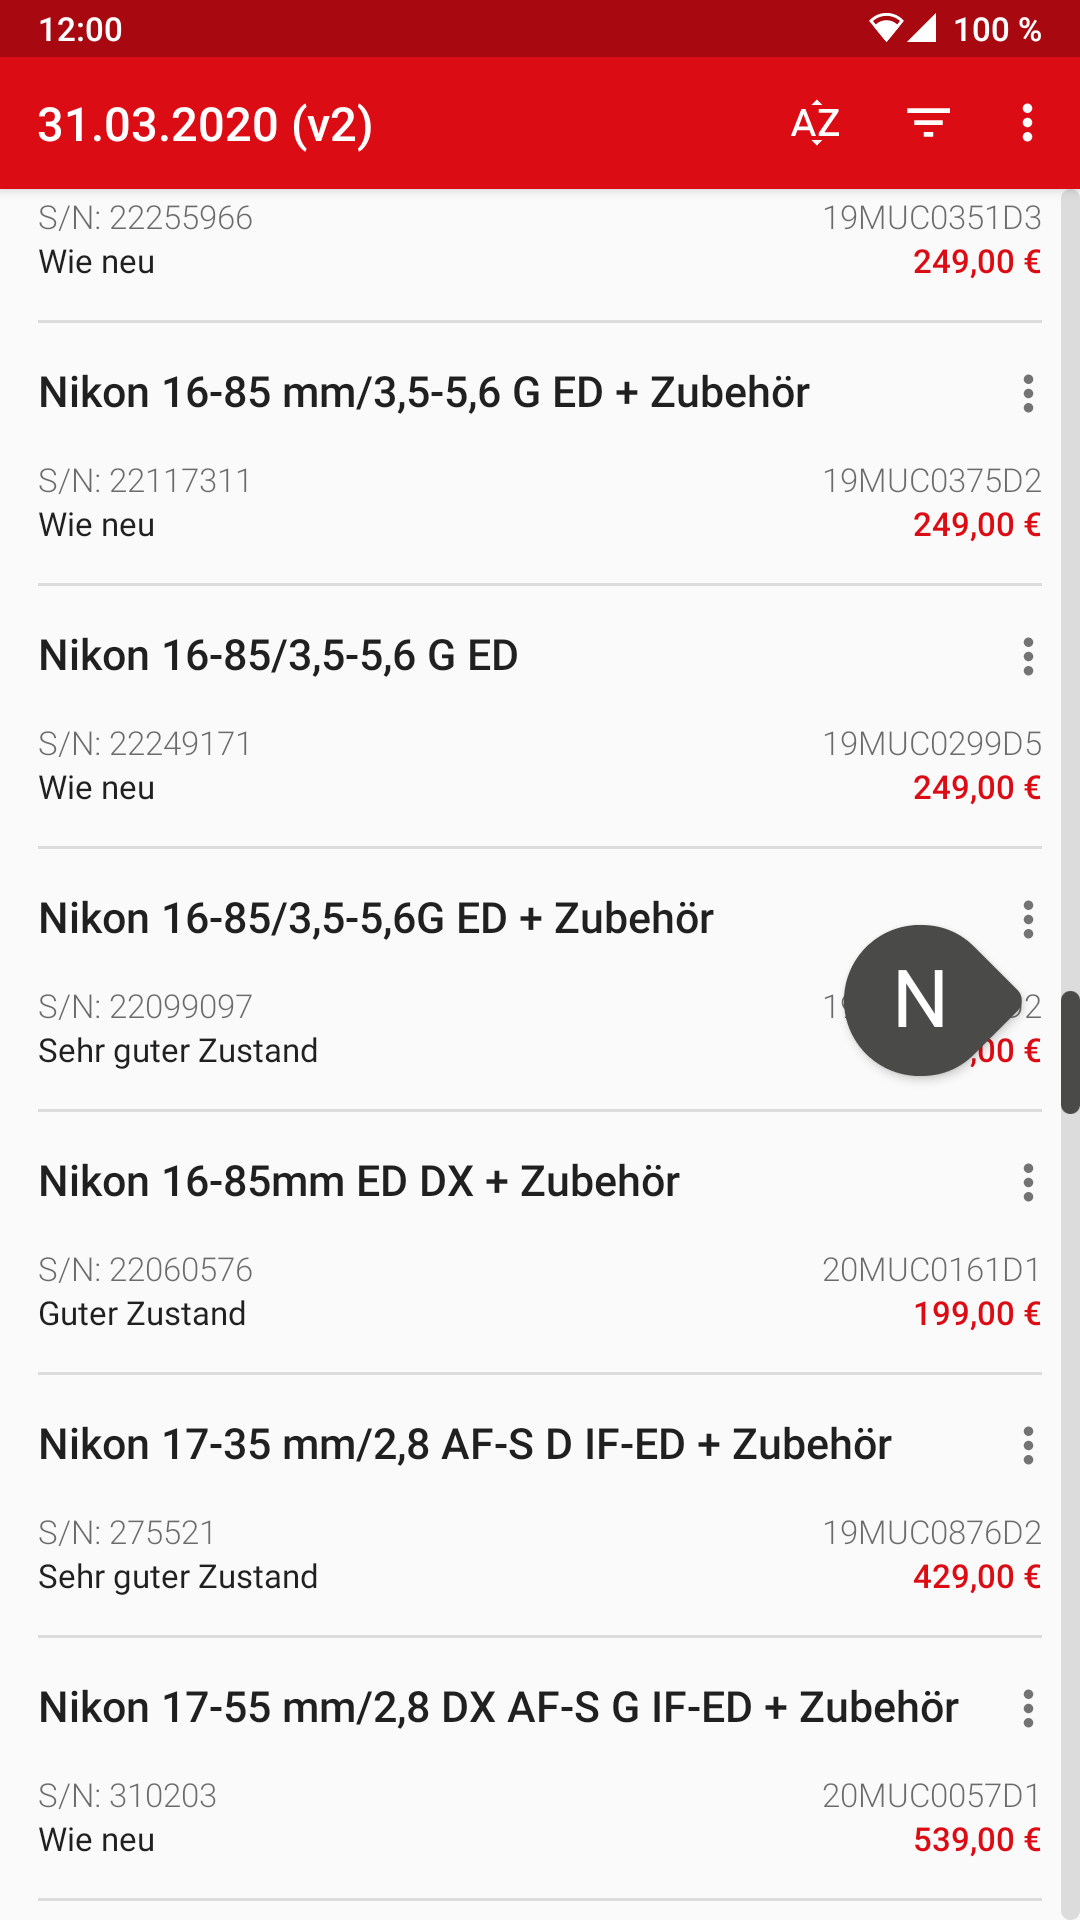 12:00 100 %
31.03.2020 (v2) AZ
S/N: 22255966 19MUC0351D3
Wie neu 249,00 €
Nikon 16-85 mm/3,5-5,6 G ED + Zubehör
S/N: 22117311 19MUC0375D2
Wie neu 249,00 €
Nikon 16-85/3,5-5,6 G ED
S/N: 22249171 19MUC0299D5
Wie neu 249,00 €
Nikon 16-85/3,5-5,6G ED + Zubehör
N
S/N: 22099097
Sehr guter Zustand ,00 €
Nikon 16-85mm ED DX + Zubehör
S/N: 22060576 20MUC0161D1
Guter Zustand 199,00 €
Nikon 17-35 mm/2,8 AF-S D IF-ED + Zubehör
S/N: 275521 19MUC0876D2
Sehr guter Zustand 429,00 €
Nikon 17-55 mm/2,8 DX AF-S G IF-ED + Zubehör
S/N: 310203 20MUC0057D1
Wie neu 539,00 €